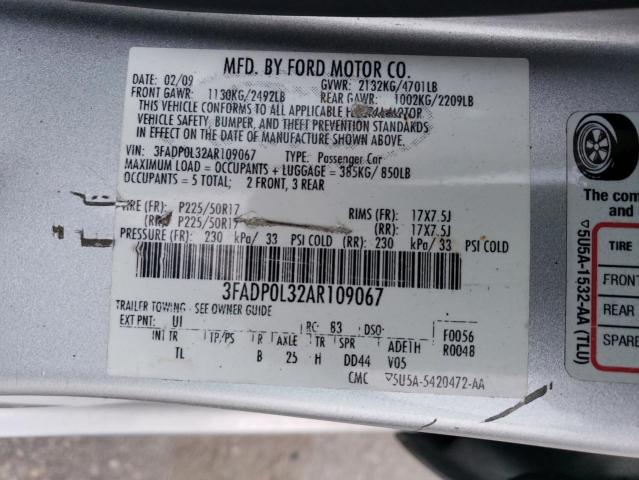 MFD. BY FORD MOTOR CO.
DATE: 02/09 GVWR: 2132KG/4701LB
FRONT GAWR: 1130KG/2492LB REAR GAWR: 1002KG/2209LB
THIS VEHICLE CONFORMS TO ALL APPLICABLE FEDERAL MOTOR
VEHICLE SAFETY, BUMPER, AND THEFT PREVENTION STANDARDS
IN EFFECT ON THE DATE OF MANUFACTURE SHOWN ABOVE.
VIN: 3FADP0L32AR109067 TYPE: Passenger Car
MAXIMUM LOAD = OCCUPANTS + LUGGAGE = 385KG/ 850LB
OCCUPANTS = 5 TOTAL; 2 FRONT, 3 REAR
TIRE (FR): P225/50R17 RIMS (FR): 17X7.5J
(RR) P225/50R17 (RR): 17X7.5J
PRESSURE (FR): 230 kPa/ 33 PSI COLD (RR): 230 kPa/ 33 PSI COLD
3FADP0L32AR109067
TRAILER TOWING - SEE OWNER GUIDE
EXT PNT: UI RC: 83 DSO: F0056
INT TR TP/PS R AXLE TR SPR ADETH R0048
TL B 25 H DD44 V05
CMC ▽5U5A-5420472-AA
The com
and
▽5U5A-1532-AA (TLU)
TIRE
FRONT
REAR
SPARE